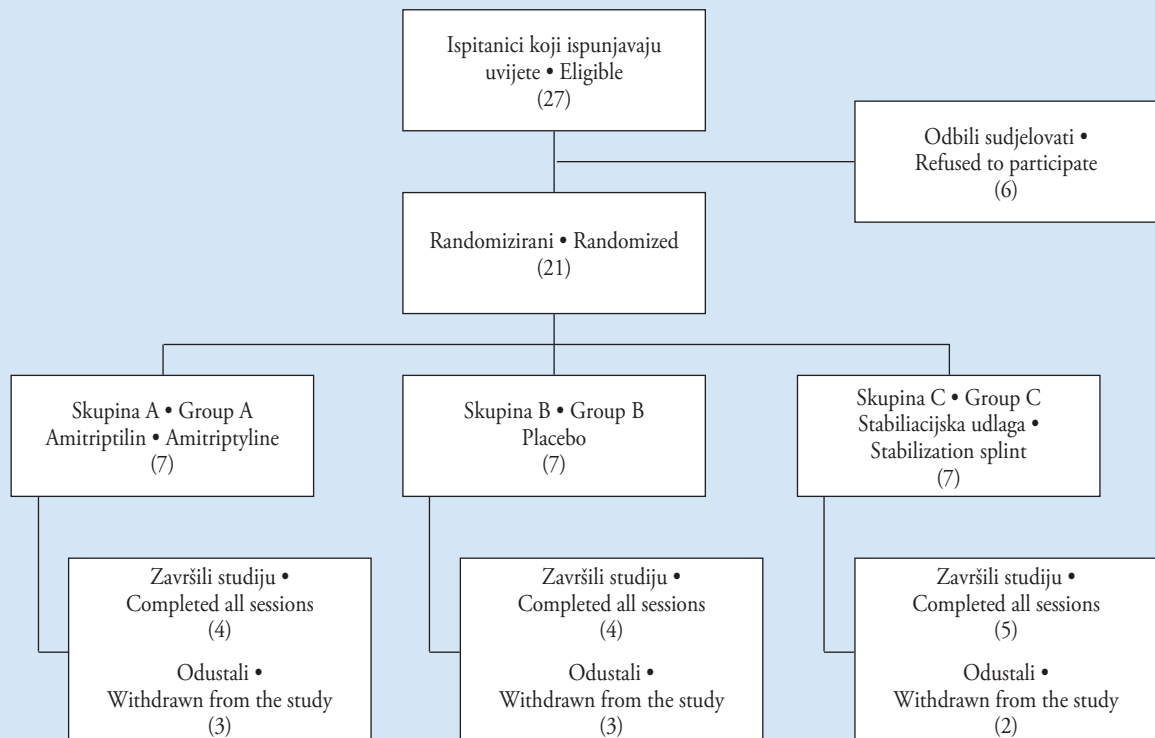 Ispitanici koji ispunjavaju
uvijete • Eligible
(27)
Odbili sudjelovati •
Refused to participate
(6)
Randomizirani • Randomized
(21)
Skupina A • Group A
Amitriptilin • Amitriptyline
(7)
Skupina B • Group B
Placebo
(7)
Skupina C • Group C
Stabiliacijska udlaga •
Stabilization splint
(7)
Završili studiju •
Completed all sessions
(4)
Odustali •
Withdrawn from the study
(3)
Završili studiju •
Completed all sessions
(4)
Odustali •
Withdrawn from the study
(3)
Završili studiju •
Completed all sessions
(5)
Odustali •
Withdrawn from the study
(2)